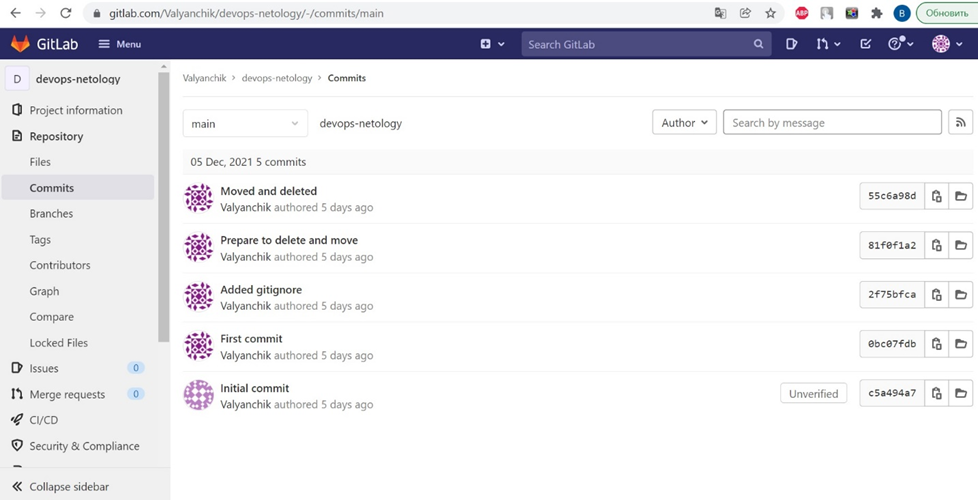 gitlab.com/Valyanchik/devops-netology/-/commits/main
ABP
B
Обновить
GitLab
Menu
Search GitLab
D
devops-netology
Project information
Repository
Files
Commits
Branches
Tags
Contributors
Graph
Compare
Locked Files
Issues 0
Merge requests 0
CI/CD
Security & Compliance
Collapse sidebar
Valyanchik > devops-netology > Commits
main
devops-netology
Author
Search by message
05 Dec, 2021 5 commits
Moved and deleted
Valyanchik authored 5 days ago
55c6a98d
Prepare to delete and move
Valyanchik authored 5 days ago
81f0f1a2
Added gitignore
Valyanchik authored 5 days ago
2f75bfca
First commit
Valyanchik authored 5 days ago
0bc07fdb
Initial commit
Valyanchik authored 5 days ago
Unverified
c5a494a7